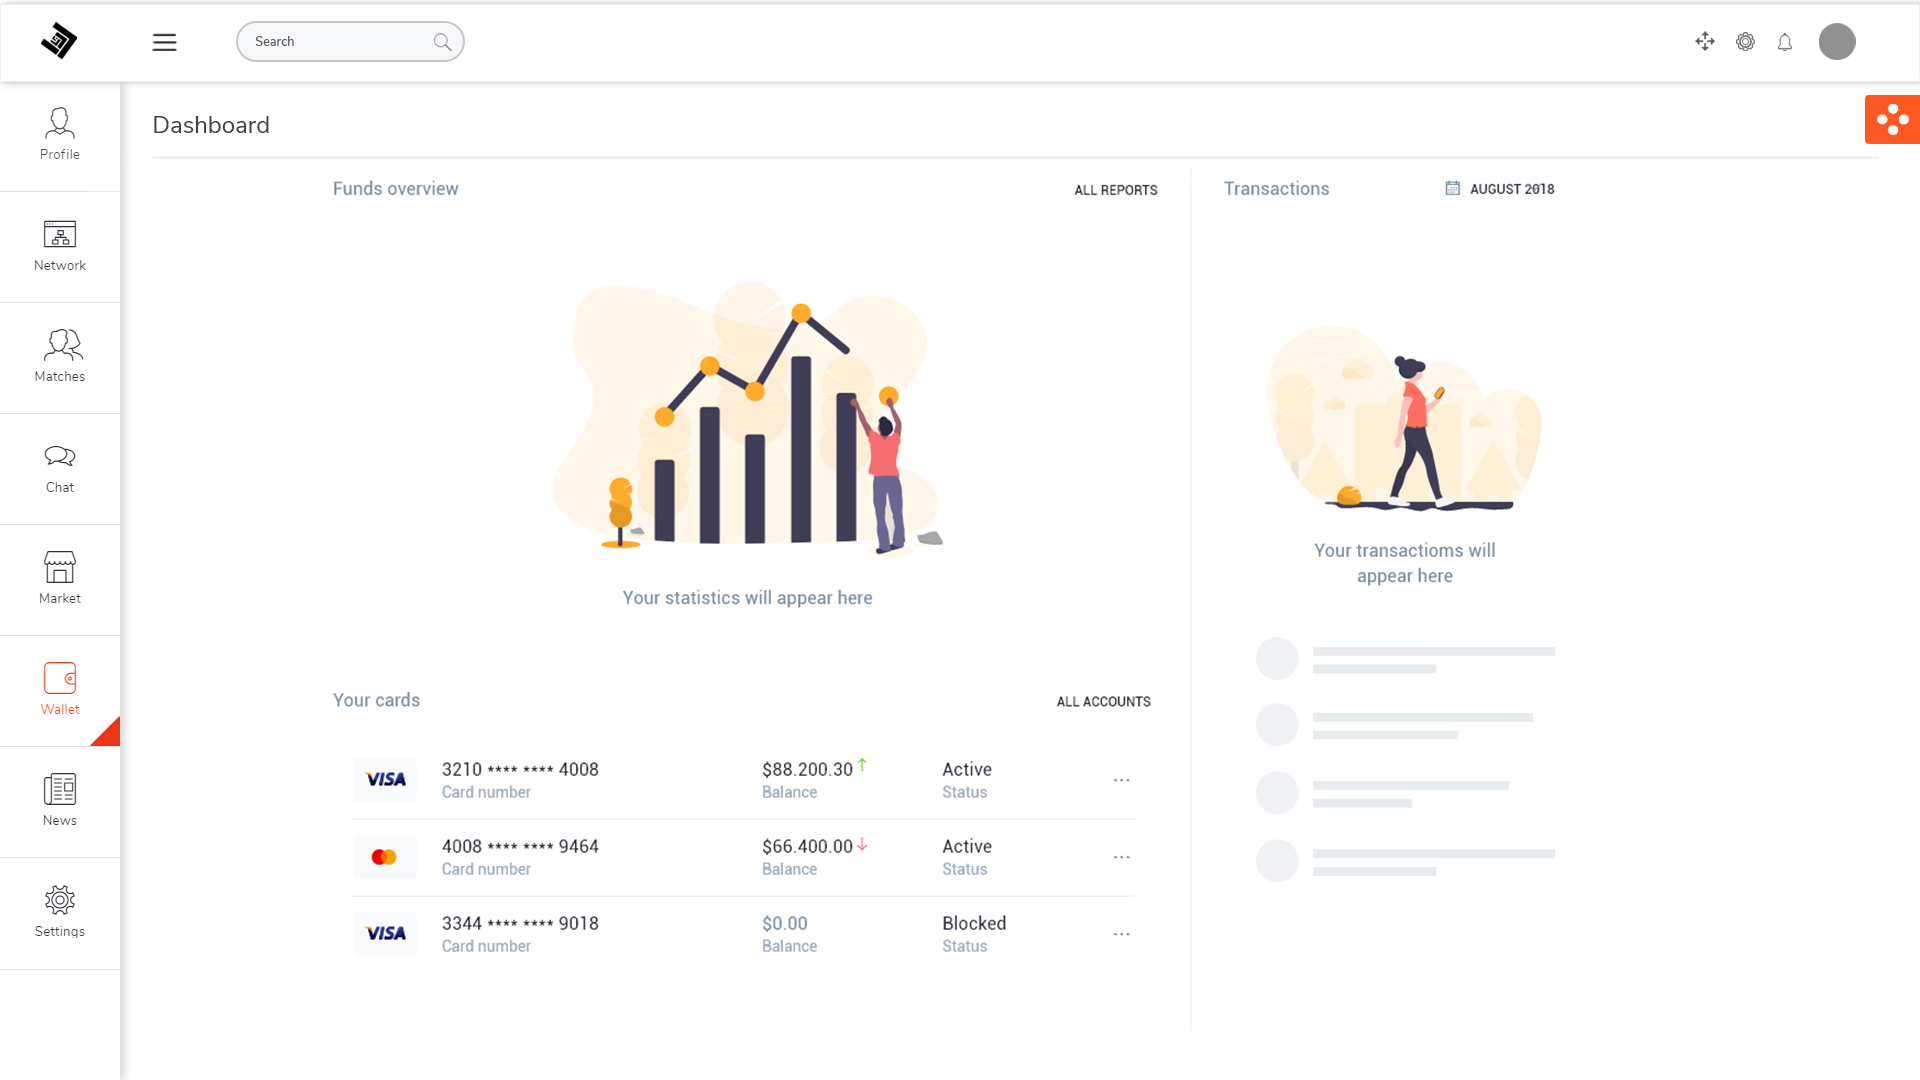 Search
Profile
Network
Matches
Chat
Market
Wallet
News
Settings
Dashboard
Funds overview
ALL REPORTS
Your statistics will appear here
Your cards
ALL ACCOUNTS
VISA
3210 **** **** 4008
Card number
$88.200.30
Balance
Active
Status
4008 **** **** 9464
Card number
$66.400.00
Balance
Active
Status
VISA
3344 **** **** 9018
Card number
$0.00
Balance
Blocked
Status
Transactions
AUGUST 2018
Your transactioms will
appear here